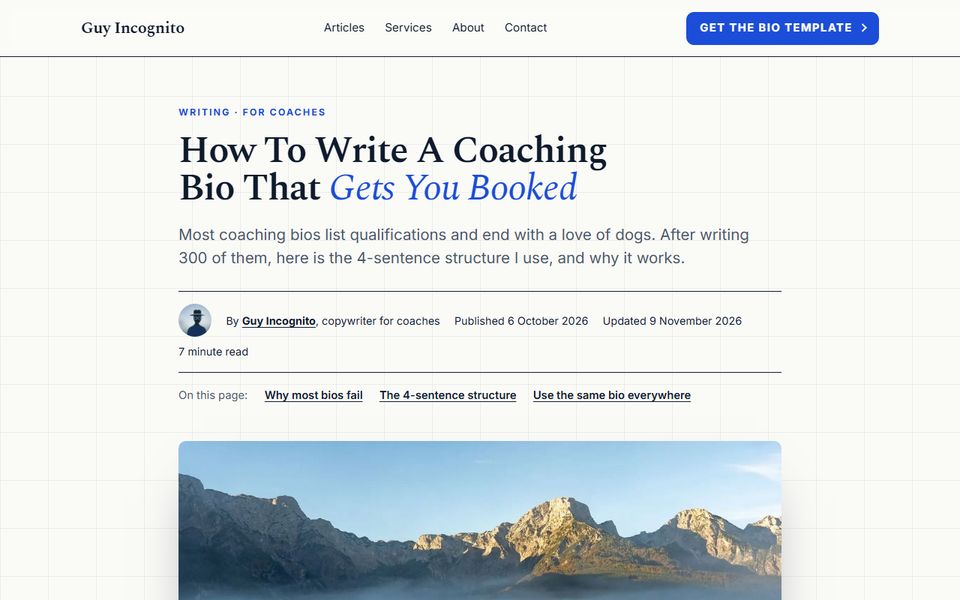 Guy Incognito
Articles
Services
About
Contact
GET THE BIO TEMPLATE
WRITING · FOR COACHES
How To Write A Coaching
Bio That Gets You Booked
Most coaching bios list qualifications and end with a love of dogs. After writing
300 of them, here is the 4-sentence structure I use, and why it works.
By Guy Incognito, copywriter for coaches Published 6 October 2026 Updated 9 November 2026
7 minute read
On this page: Why most bios fail The 4-sentence structure Use the same bio everywhere